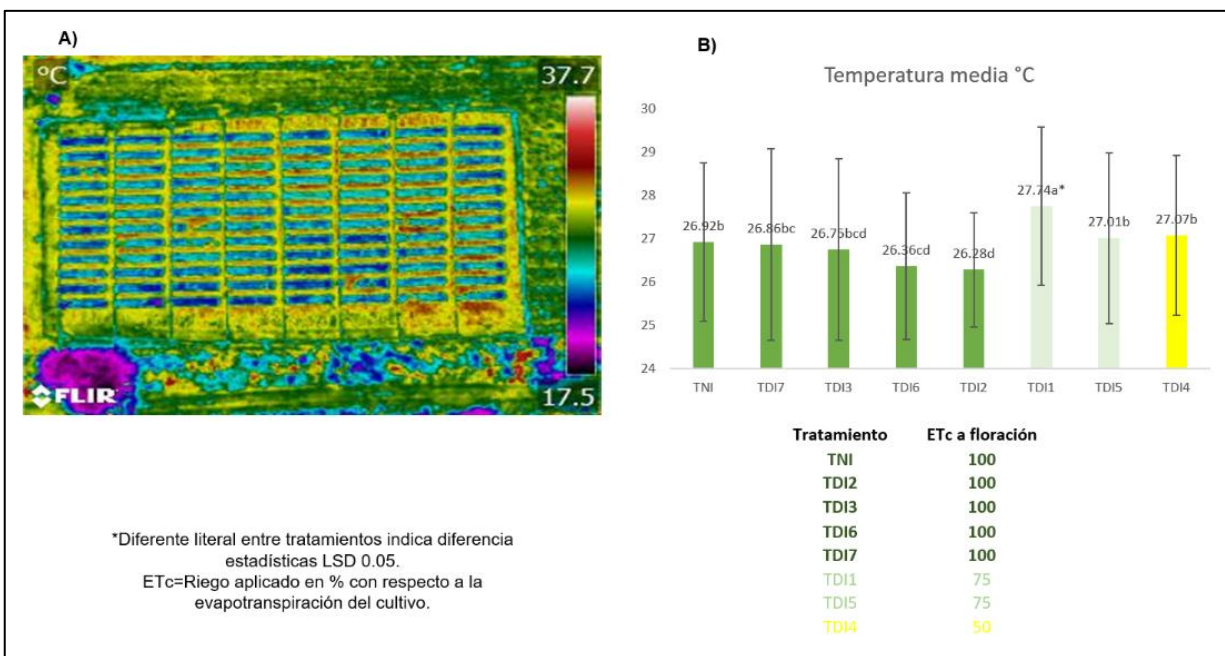 A)
°C
37.7
FLIR
17.5
*Diferente literal entre tratamientos indica diferencia
estadísticas LSD 0.05.
ETc=Riego aplicado en % con respecto a la
evapotranspiración del cultivo.
B)
Temperatura media °C
30
29
28
27
26
25
24
26.92b
26.86bc
26.75bcd
26.36cd
26.28d
27.74a*
27.01b
27.07b
TNI TDI7 TDI3 TDI6 TDI2 TDI1 TDI5 TDI4
Tratamiento ETc a floración
TNI 100
TDI2 100
TDI3 100
TDI6 100
TDI7 100
TDI1 75
TDI5 75
TDI4 50